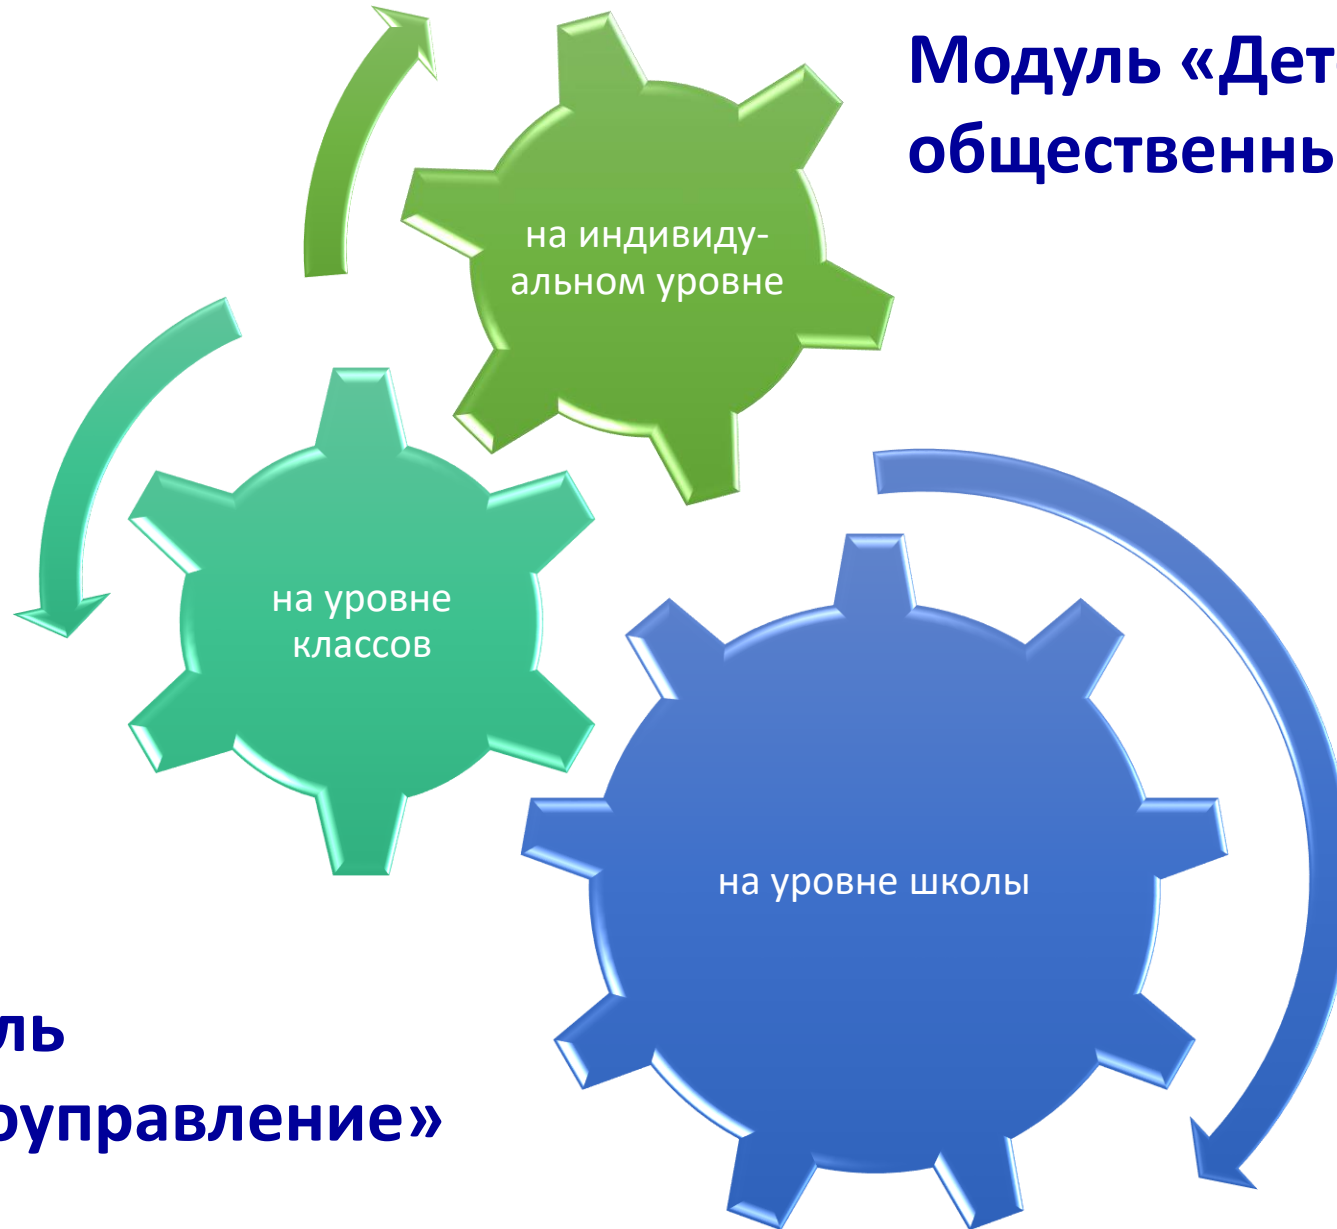 Модуль «Дет
общественны
на индивиду-
альном уровне
на уровне
классов
на уровне школы
ль
оуправление»